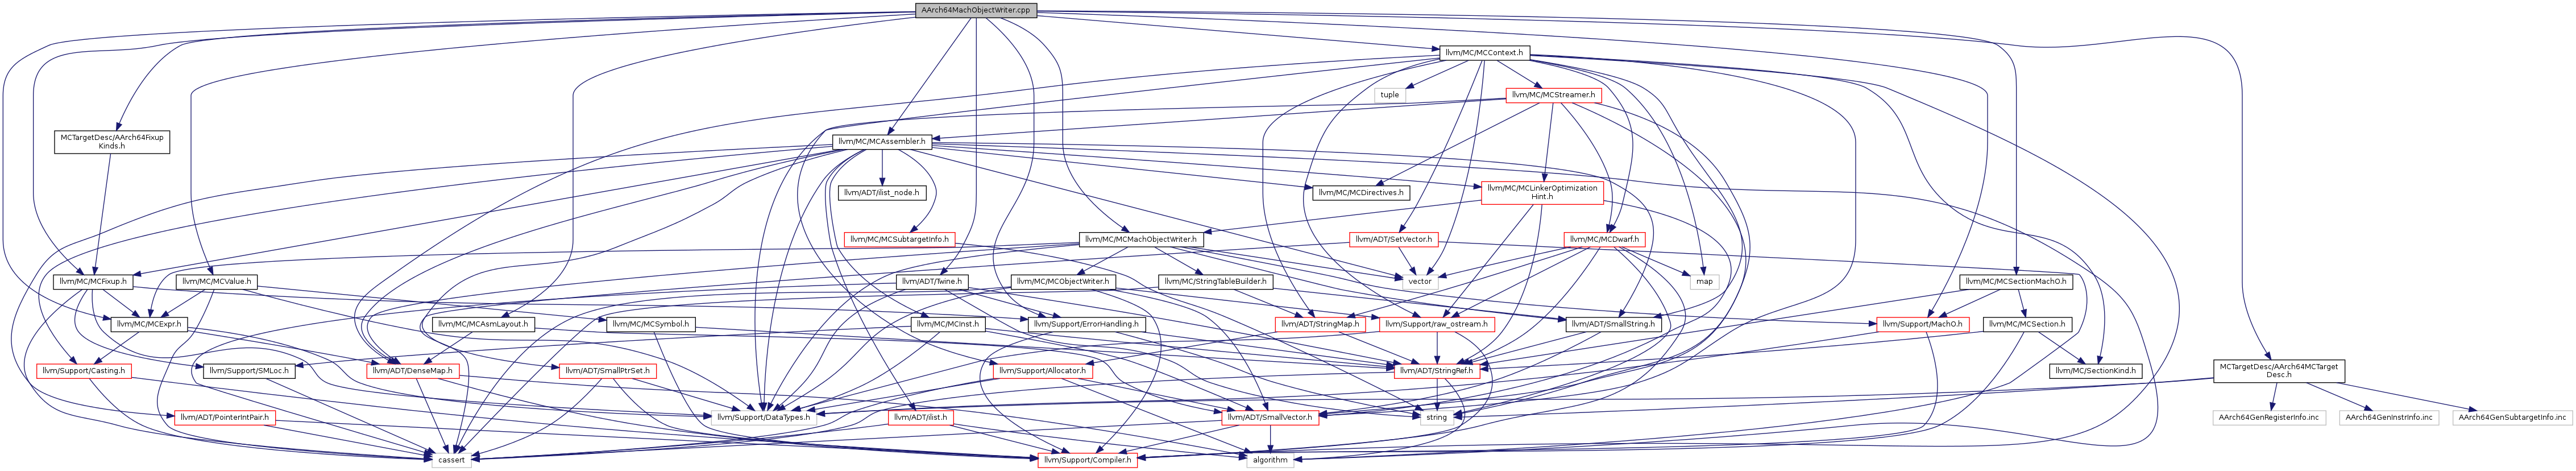 AArch64MachObjectWriter.cpp
llvm/MC/MCContext.h
tuple
llvm/MC/MCStreamer.h
MCTargetDesc/AArch64Fixup
Kinds.h
llvm/MC/MCAssembler.h
llvm/ADT/ilist_node.h
llvm/MC/MCDirectives.h
llvm/MC/MCLinkerOptimization
Hint.h
llvm/MC/MCSubtargetInfo.h
llvm/MC/MCMachObjectWriter.h
llvm/ADT/SetVector.h
llvm/MC/MCDwarf.h
llvm/MC/MCFixup.h
llvm/MC/MCValue.h
llvm/ADT/Twine.h
llvm/MC/MCObjectWriter.h
llvm/MC/StringTableBuilder.h
vector
map
llvm/MC/MCSectionMachO.h
llvm/MC/MCExpr.h
llvm/MC/MCAsmLayout.h
llvm/MC/MCSymbol.h
llvm/MC/MCInst.h
llvm/Support/ErrorHandling.h
llvm/ADT/StringMap.h
llvm/Support/raw_ostream.h
llvm/ADT/SmallString.h
llvm/Support/MachO.h
llvm/MC/MCSection.h
llvm/Support/Casting.h
llvm/Support/SMLoc.h
llvm/ADT/DenseMap.h
llvm/ADT/SmallPtrSet.h
llvm/Support/Allocator.h
llvm/ADT/StringRef.h
llvm/MC/SectionKind.h
MCTargetDesc/AArch64MCTarget
Desc.h
llvm/ADT/PointerIntPair.h
llvm/Support/DataTypes.h
llvm/ADT/ilist.h
llvm/ADT/SmallVector.h
string
AArch64GenRegisterInfo.inc
AArch64GenInstrInfo.inc
AArch64GenSubtargetInfo.inc
cassert
llvm/Support/Compiler.h
algorithm